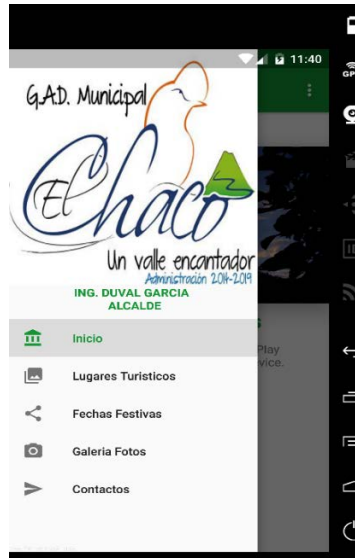 11:40
G.A.D. Municipal
El Chaco
Un valle encantador
Administración 2014-2019
ING. DUVAL GARCIA
ALCALDE
Inicio
Lugares Turisticos
Fechas Festivas
Galeria Fotos
Contactos
Play
vice.
GPS